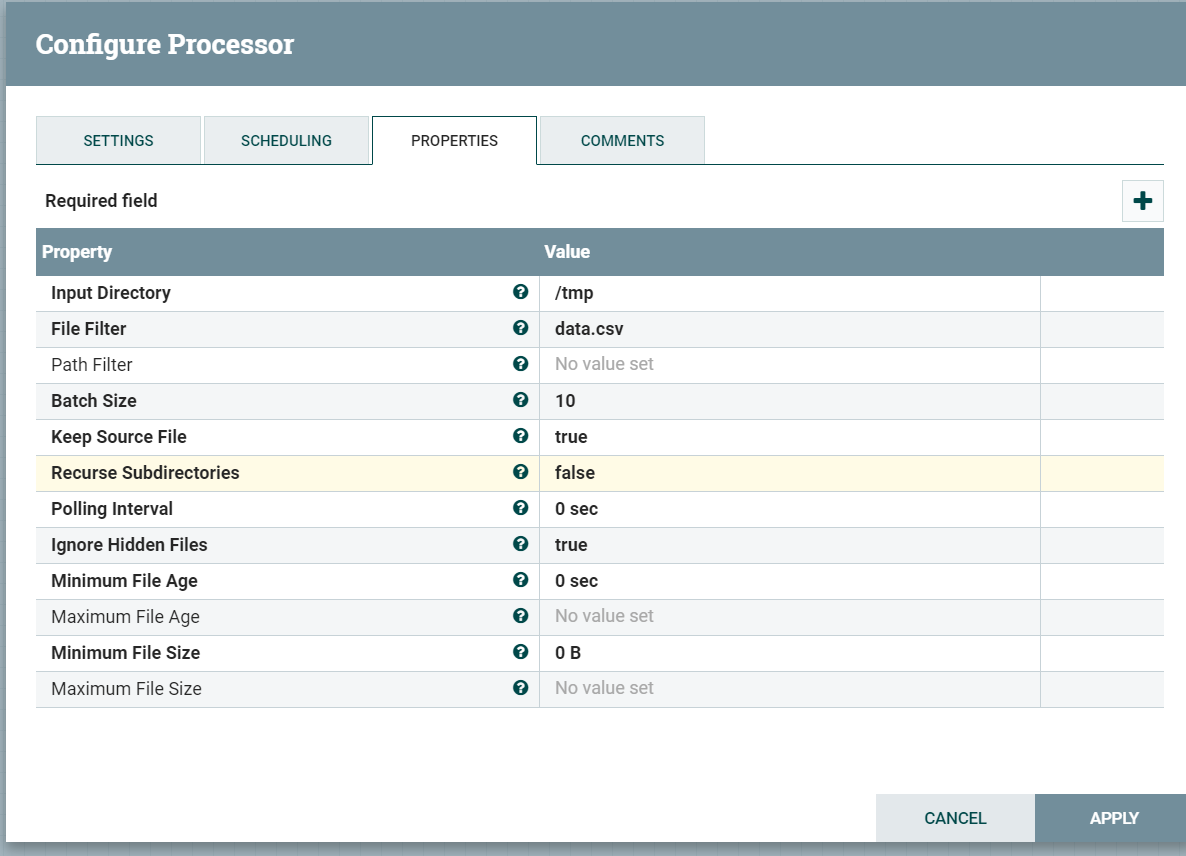 Configure Processor
SETTINGS SCHEDULING PROPERTIES COMMENTS
Required field
Property Value
Input Directory /tmp
File Filter data.csv
Path Filter No value set
Batch Size 10
Keep Source File true
Recurse Subdirectories false
Polling Interval 0 sec
Ignore Hidden Files true
Minimum File Age 0 sec
Maximum File Age No value set
Minimum File Size 0 B
Maximum File Size No value set
CANCEL APPLY